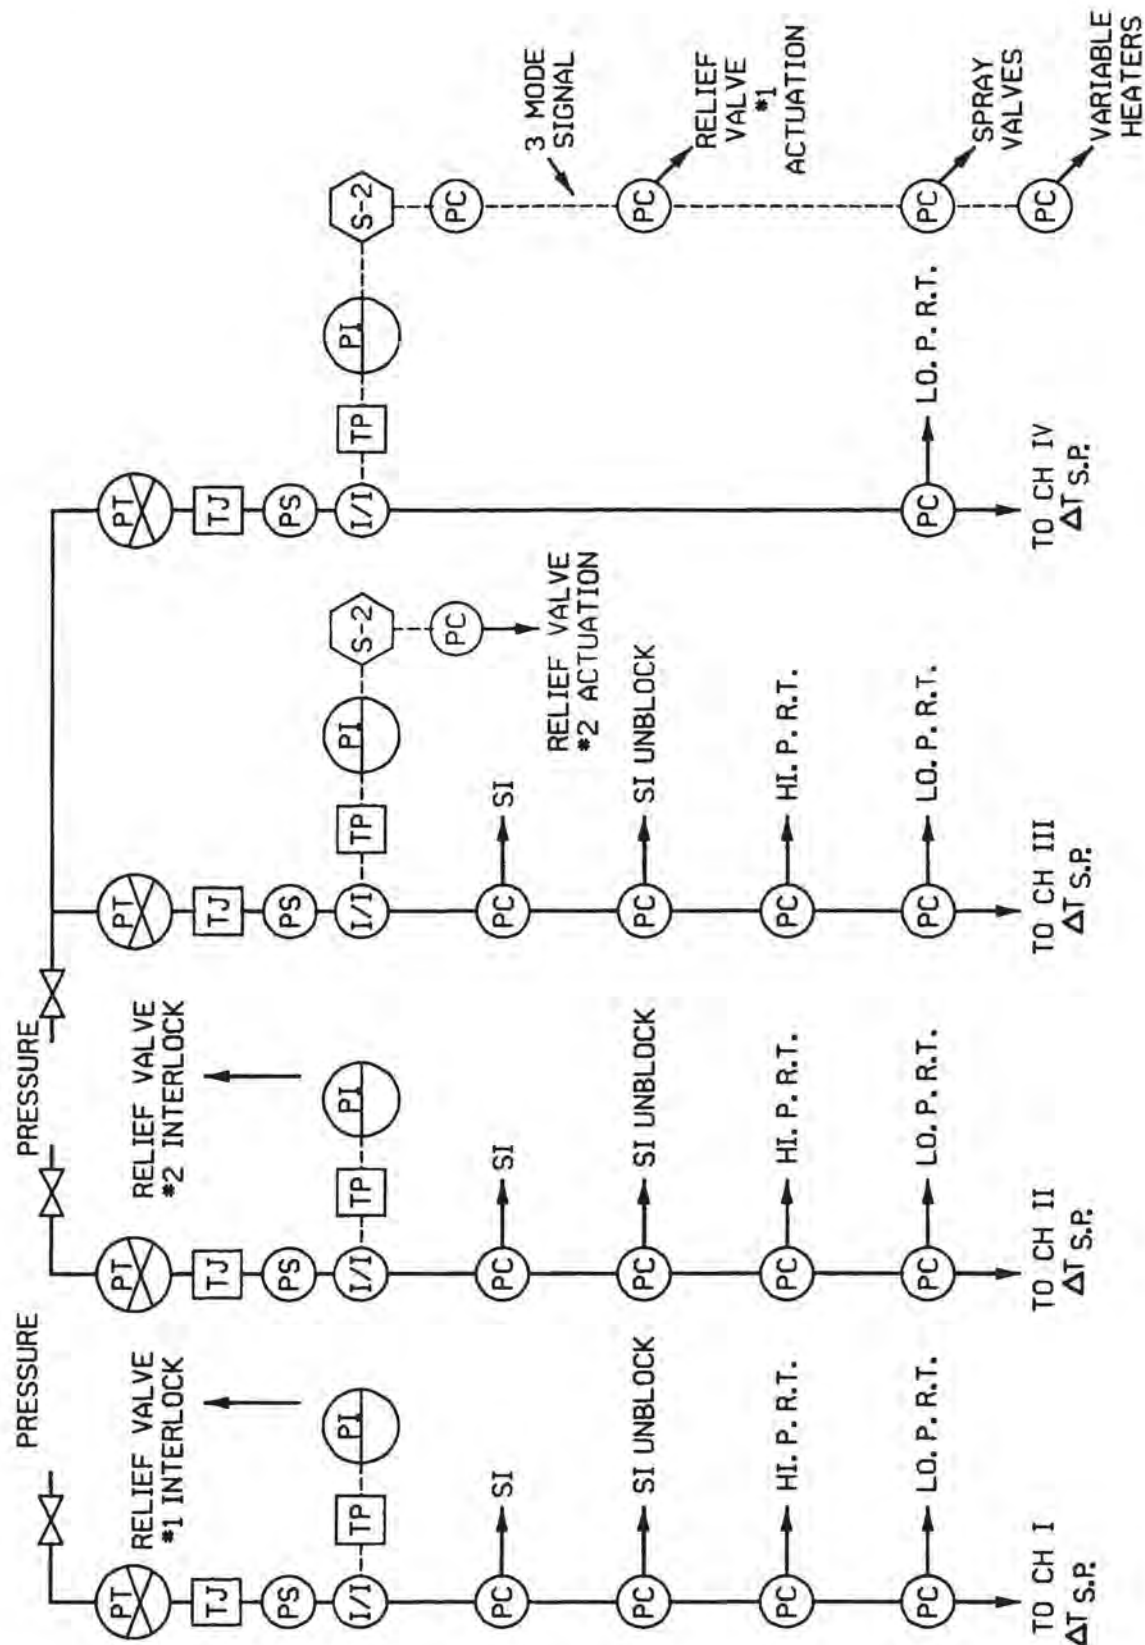 PRESSURE
RELIEF VALVE
#1 INTERLOCK
PT
TJ
PS
I/I
TP
PI
PC
SI
PC
SI UNBLOCK
PC
HI. P. R.T.
PC
LO. P. R.T.
TO CH I
ΔT S.P.
PRESSURE
RELIEF VALVE
#2 INTERLOCK
PT
TJ
PS
I/I
TP
PI
PC
SI
PC
SI UNBLOCK
PC
HI. P. R.T.
PC
LO. P. R.T.
TO CH II
ΔT S.P.
PT
TJ
PS
I/I
TP
PI
S-2
PC
RELIEF VALVE
#2 ACTUATION
PC
SI
PC
SI UNBLOCK
PC
HI. P. R.T.
PC
LO. P. R.T.
TO CH III
ΔT S.P.
PT
TJ
PS
I/I
TP
PI
S-2
PC
3 MODE
SIGNAL
PC
RELIEF
VALVE
#1
ACTUATION
PC
SPRAY
VALVES
PC
VARIABLE
HEATERS
PC
LO. P. R.T.
TO CH IV
ΔT S.P.